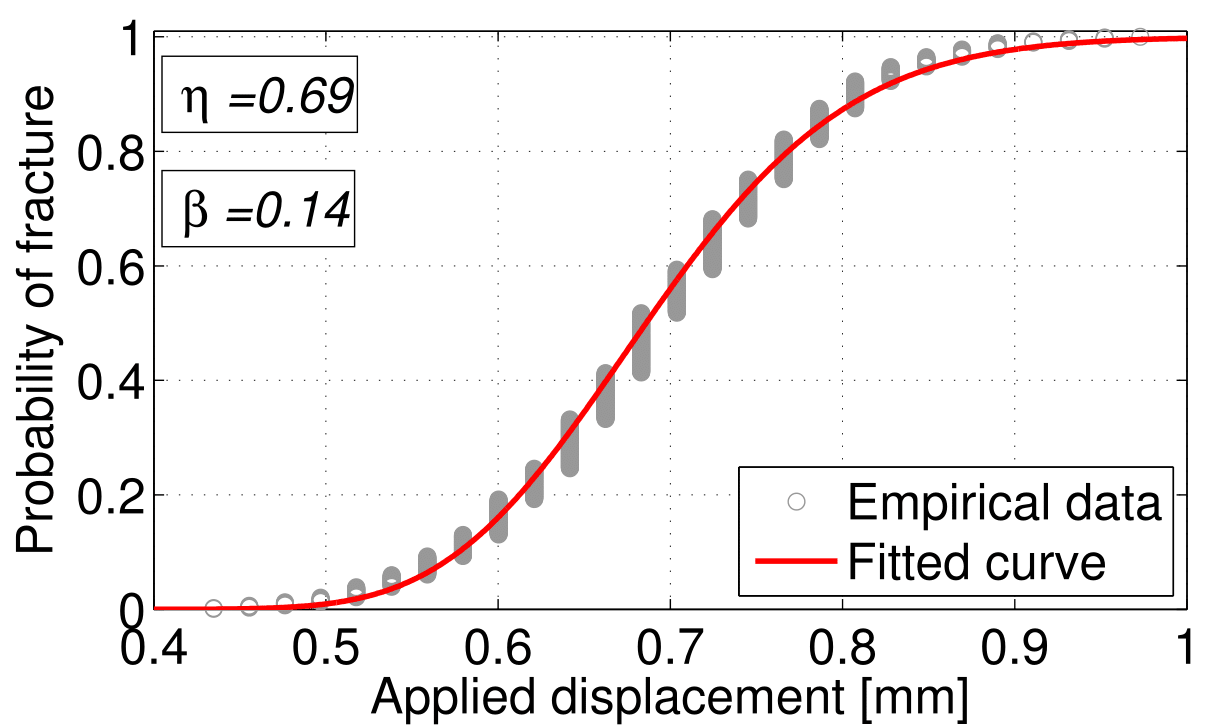 Probability of fracture
1
0.8
0.6
0.4
0.2
0
η =0.69
β =0.14
Empirical data
Fitted curve
0.4 0.5 0.6 0.7 0.8 0.9 1
Applied displacement [mm]